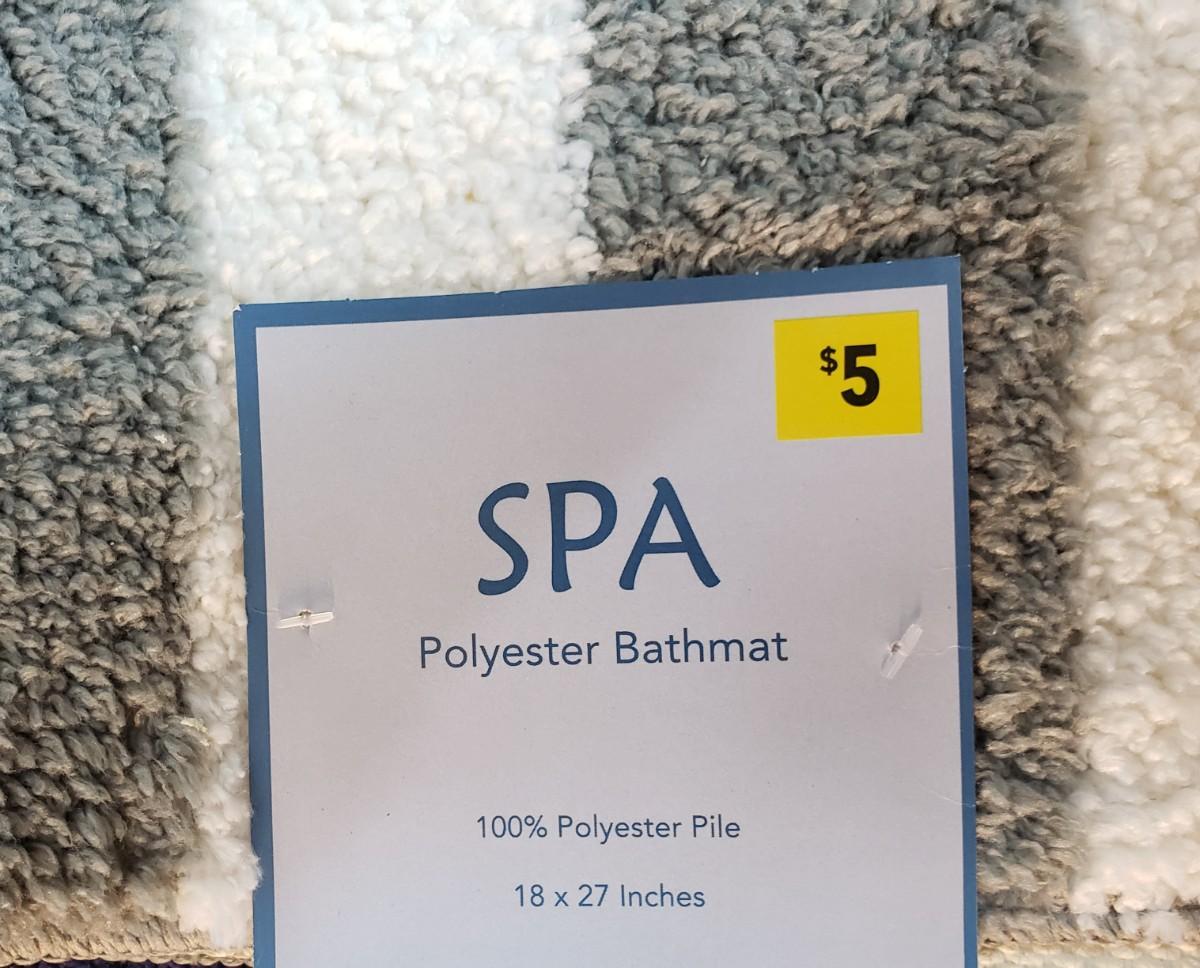 $5
SPA
Polyester Bathmat
100% Polyester Pile
18 x 27 Inches